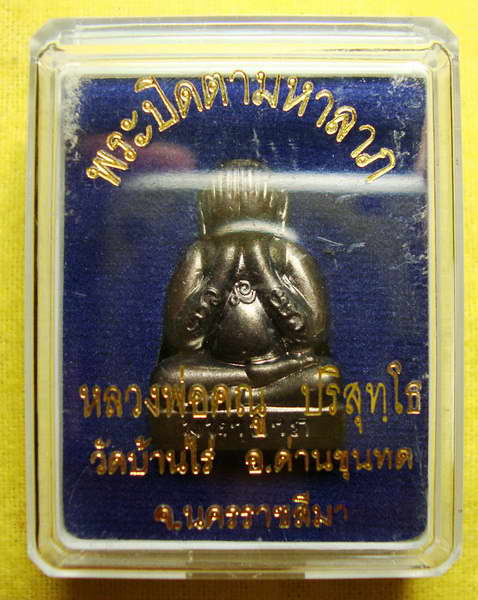 พระปิดตามหาลาภ
หลวงพ่อคูณ ปริสุทฺโธ
วัดบ้านไร่ อ.ด่านขุนทด
จ.นครราชสีมา